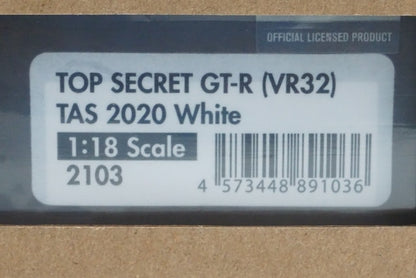 OFFICIAL LICENSED PRODUCT
TOP SECRET GT-R (VR32)
TAS 2020 White
1:18 Scale
2103
4 573448 891036